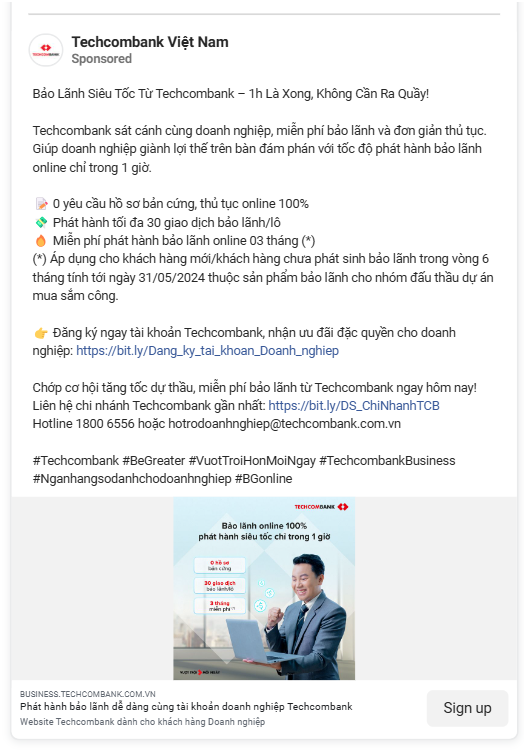 Techcombank Việt Nam
Sponsored
Bảo Lãnh Siêu Tốc Từ Techcombank – 1h Là Xong, Không Cần Ra Quầy!
Techcombank sát cánh cùng doanh nghiệp, miễn phí bảo lãnh và đơn giản thủ tục.
Giúp doanh nghiệp giành lợi thế trên bàn đám phán với tốc độ phát hành bảo lãnh
online chỉ trong 1 giờ.
📝 0 yêu cầu hồ sơ bản cứng, thủ tục online 100%
💸 Phát hành tối đa 30 giao dịch bảo lãnh/lô
🔥 Miễn phí phát hành bảo lãnh online 03 tháng (*)
(*) Áp dụng cho khách hàng mới/khách hàng chưa phát sinh bảo lãnh trong vòng 6
tháng tính tới ngày 31/05/2024 thuộc sản phẩm bảo lãnh cho nhóm đấu thầu dự án
mua sắm công.
👉 Đăng ký ngay tài khoản Techcombank, nhận ưu đãi đặc quyền cho doanh
nghiệp: https://bit.ly/Dang_ky_tai_khoan_Doanh_nghiep
Chớp cơ hội tăng tốc dự thầu, miễn phí bảo lãnh từ Techcombank ngay hôm nay!
Liên hệ chi nhánh Techcombank gần nhất: https://bit.ly/DS_ChiNhanhTCB
Hotline 1800 6556 hoặc hotrodoanhnghiep@techcombank.com.vn
#Techcombank #BeGreater #VuotTroiHonMoiNgay #TechcombankBusiness
#Nganhangsodanhchodoanhnghiep #BGonline
TECHCOMBANK
Bảo lãnh online 100%
phát hành siêu tốc chỉ trong 1 giờ
0 hồ sơ
bản cứng
30 giao dịch
bảo lãnh/lô
3 tháng
miễn phí(*)
BUSINESS.TECHCOMBANK.COM.VN
Phát hành bảo lãnh dễ dàng cùng tài khoản doanh nghiệp Techcombank
Website Techcombank dành cho khách hàng Doanh nghiệp
Sign up